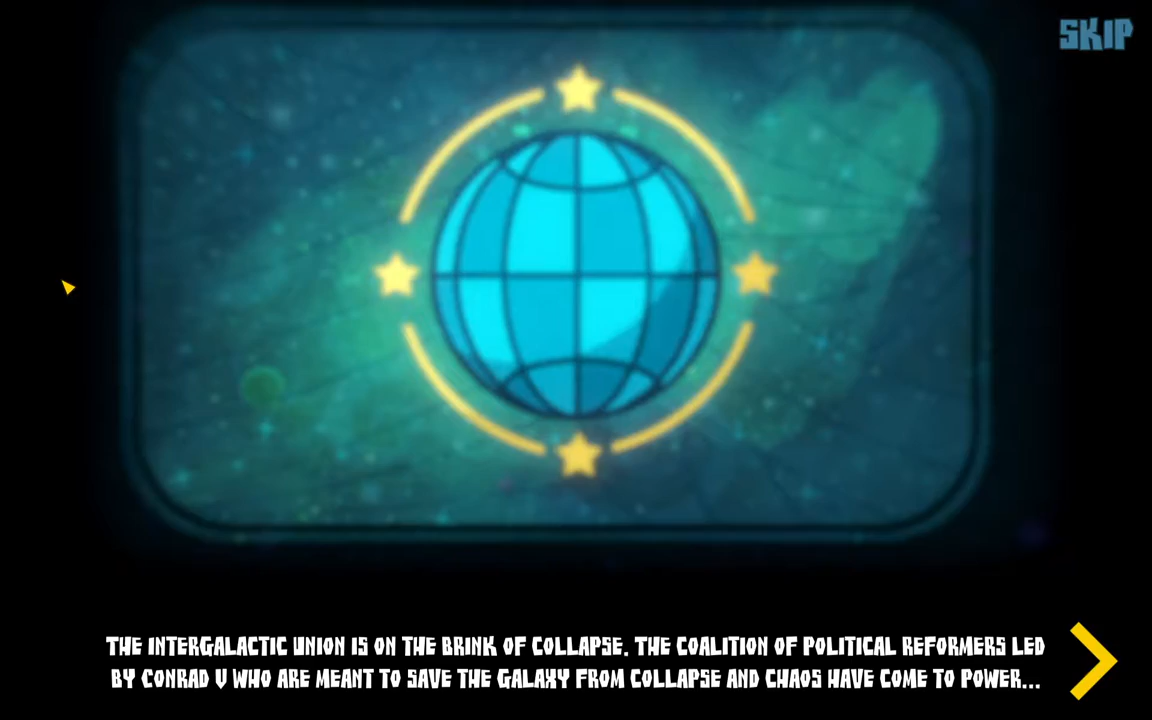 SKIP
THE INTERGALACTIC UNION IS ON THE BRINK OF COLLAPSE. THE COALITION OF POLITICAL REFORMERS LED
BY CONRAD V WHO ARE MEANT TO SAVE THE GALAXY FROM COLLAPSE AND CHAOS HAVE COME TO POWER...